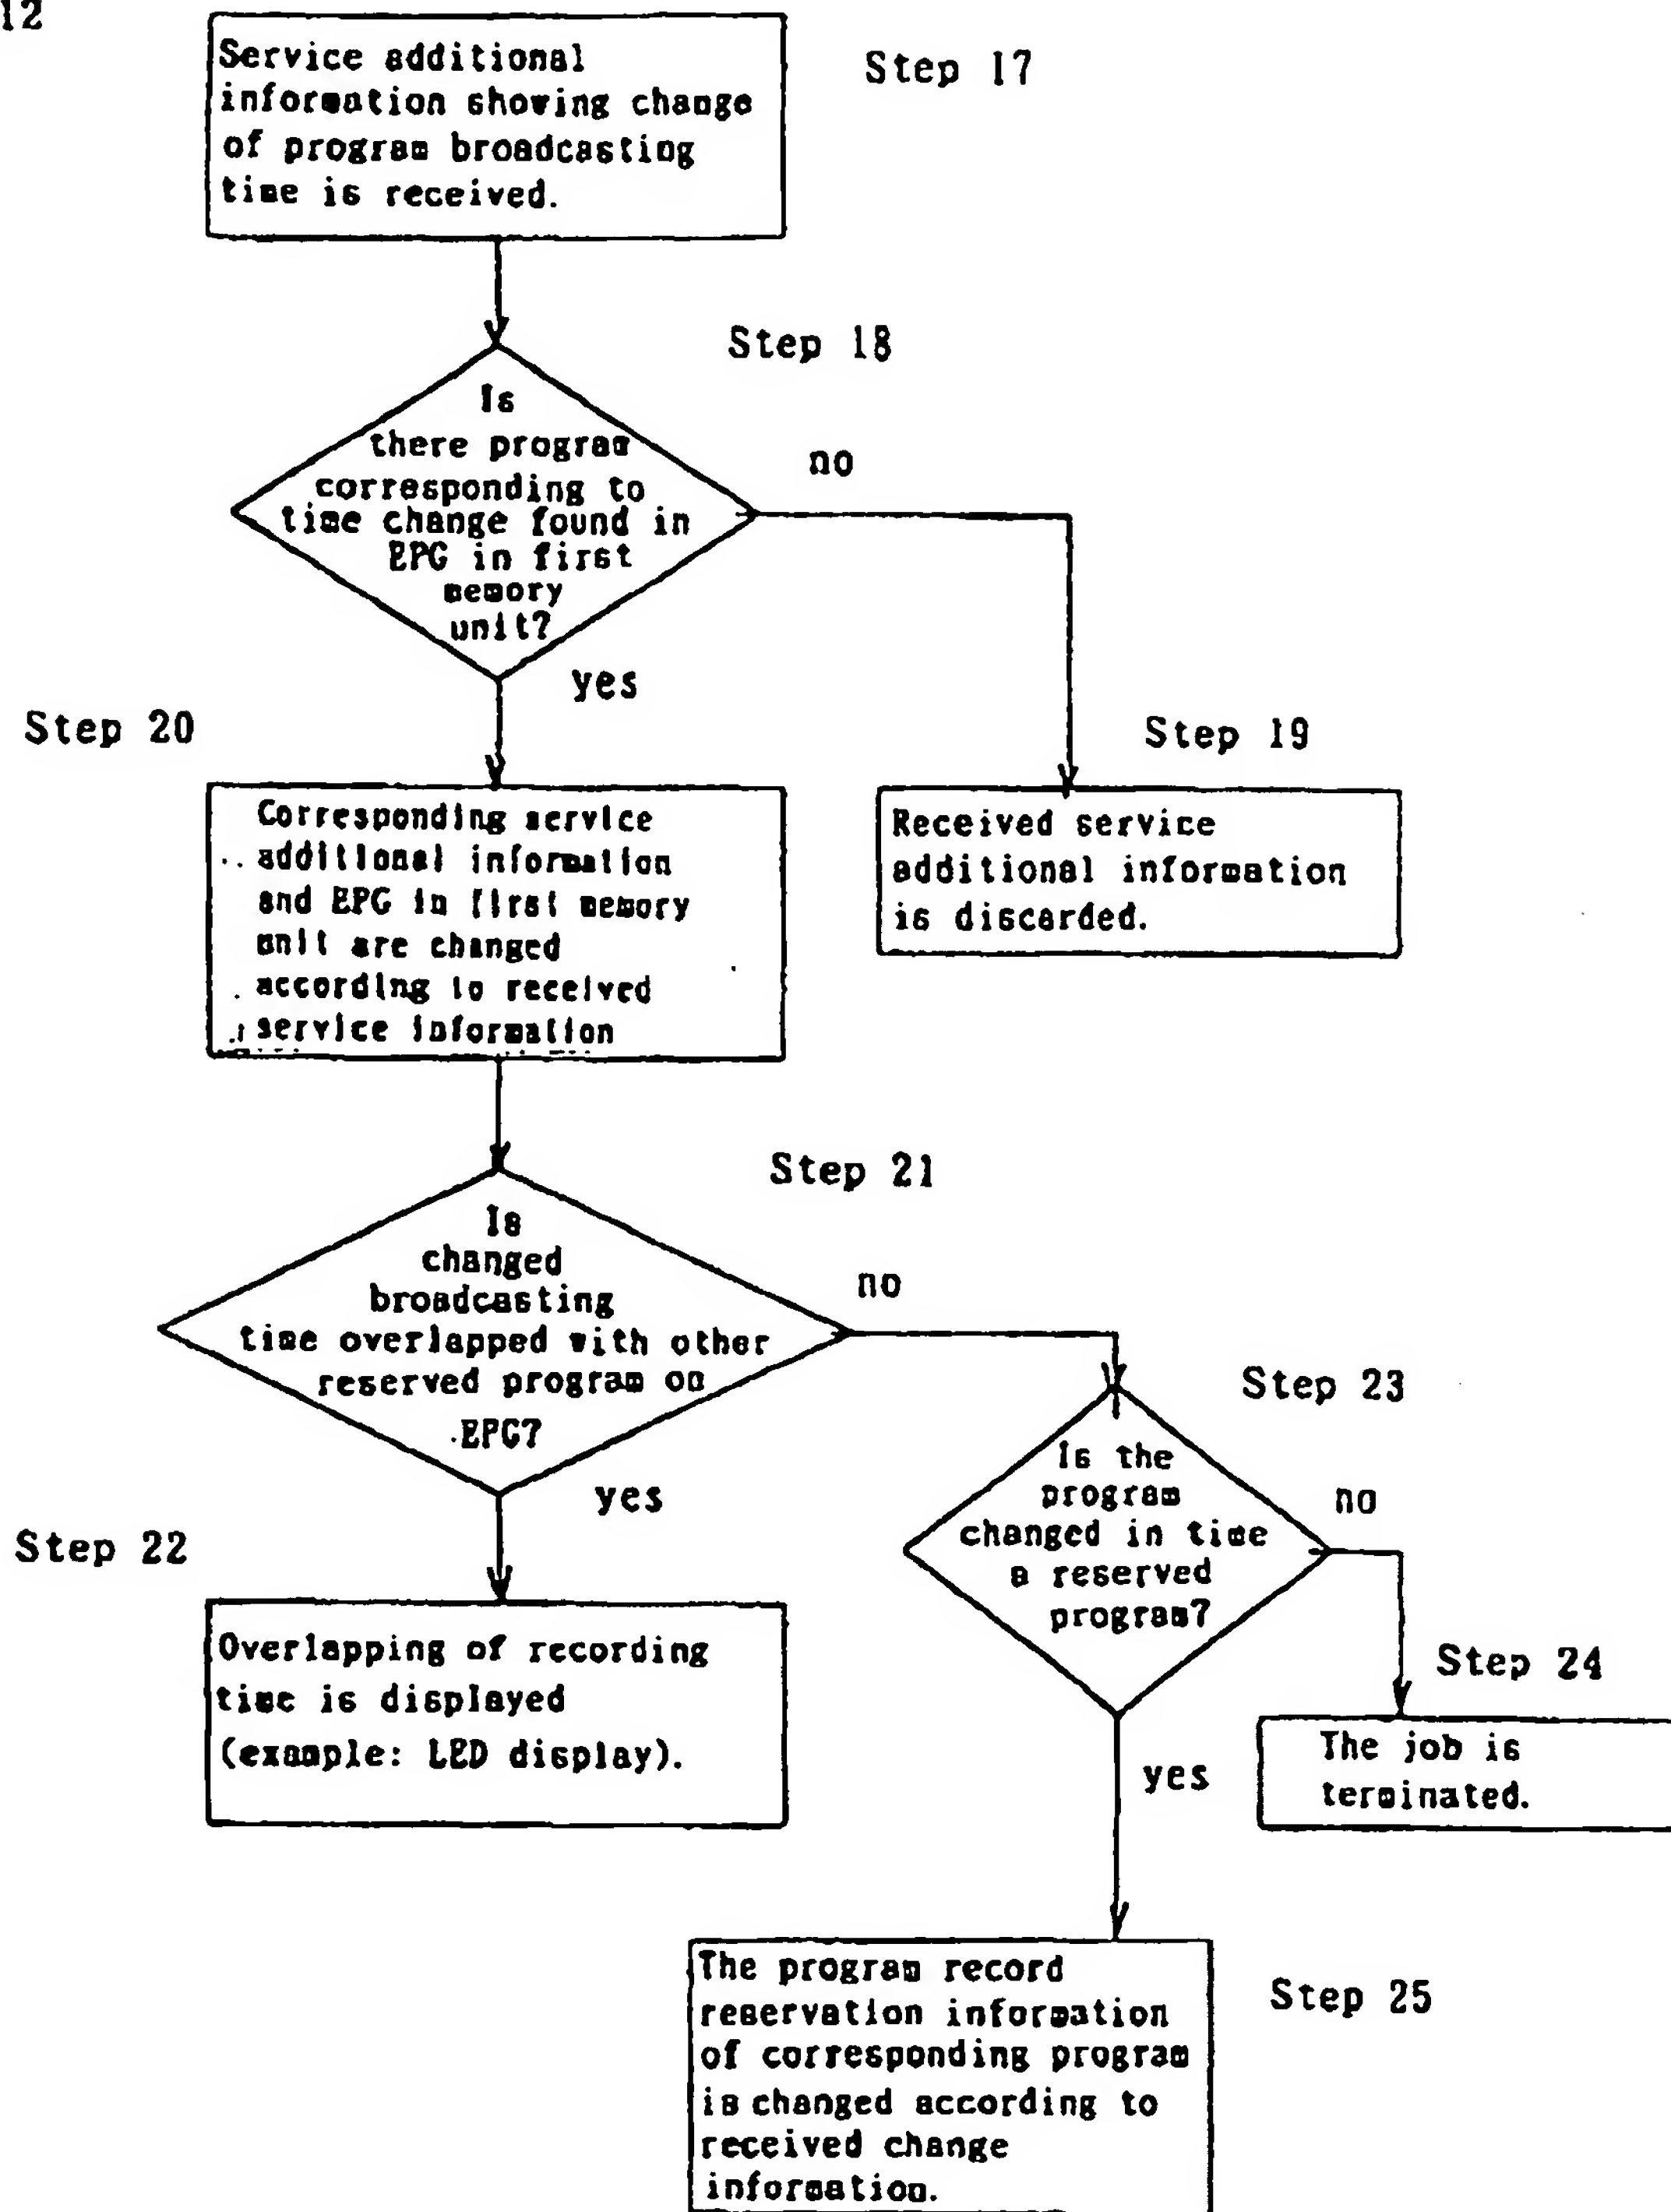 12
Service additional
information showing change
of program broadcasting
time is received.
Step 17
Step 18
Is
there program
corresponding to
time change found in
EPG in first
memory
unit?
no
yes
Step 20
Step 19
Corresponding service
additional information
and EPG in first memory
unit are changed
according to received
service information
Received service
additional information
is discarded.
Step 21
Is
changed
broadcasting
time overlapped with other
reserved program on
EPG?
no
yes
Step 23
Is the
program
changed in time
a reserved
program?
no
Step 22
Overlapping of recording
time is displayed
(example: LED display).
Step 24
The job is
terminated.
yes
The program record
reservation information
of corresponding program
is changed according to
received change
information.
Step 25